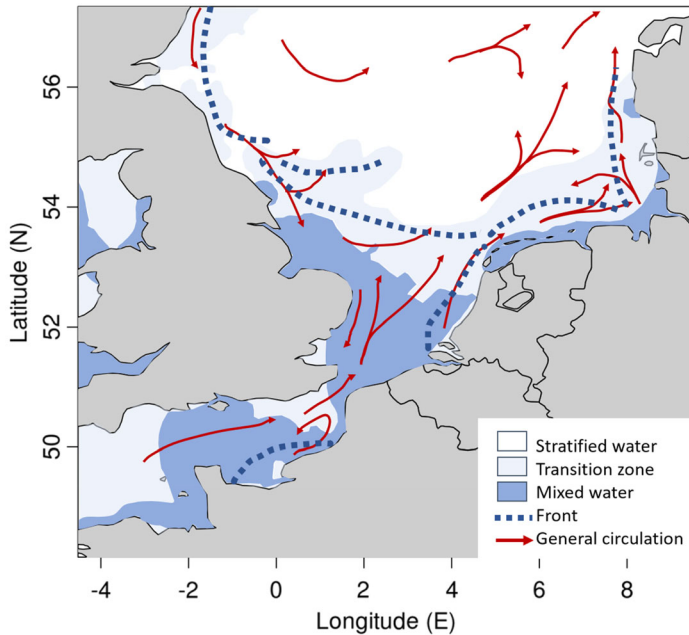 56
54
52
50
Latitude (N)
Stratified water
Transition zone
Mixed water
Front
General circulation
-4
-2
0
2
4
6
8
Longitude (E)